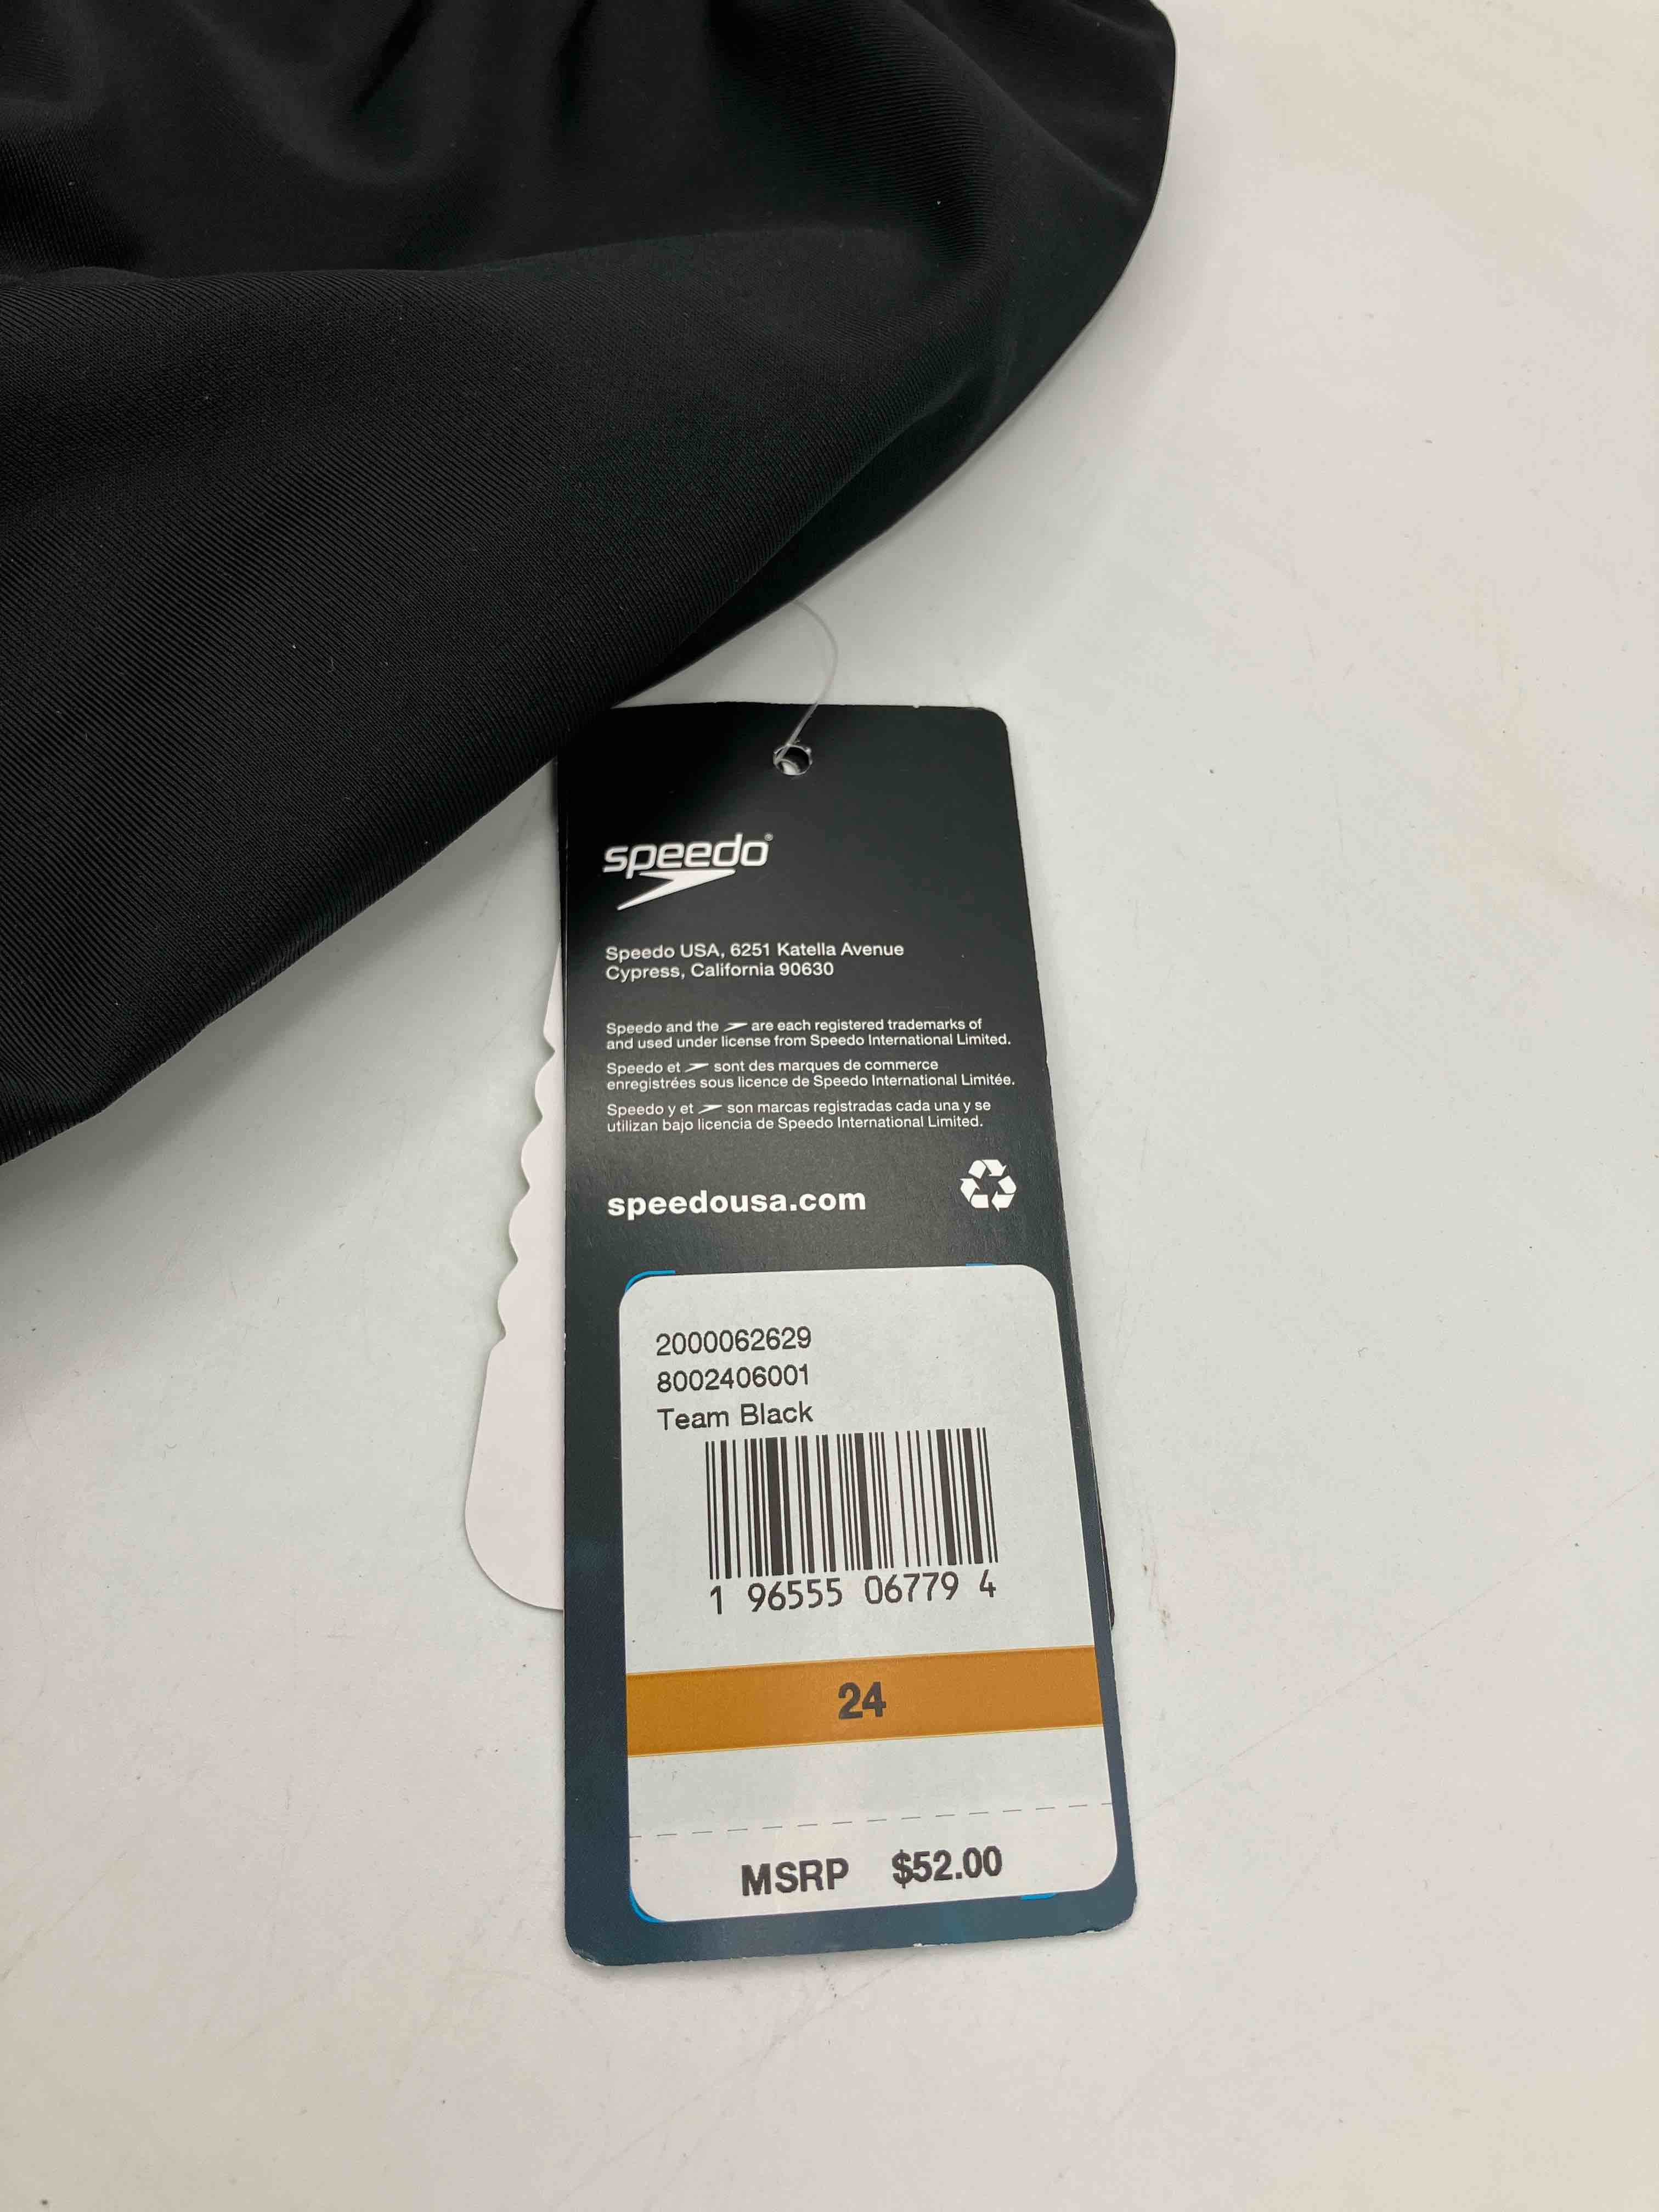 speedo®
Speedo USA, 6251 Katella Avenue
Cypress, California 90630
Speedo and the are each registered trademarks of
and used under license from Speedo International Limited.
Speedo et sont des marques de commerce
enregistrées sous licence de Speedo International Limitée.
Speedo y et son marcas registradas cada una y se
utilizan bajo licencia de Speedo International Limited.
speedousa.com
2000062629
8002406001
Team Black
1 96555 06779 4
24
MSRP $52.00